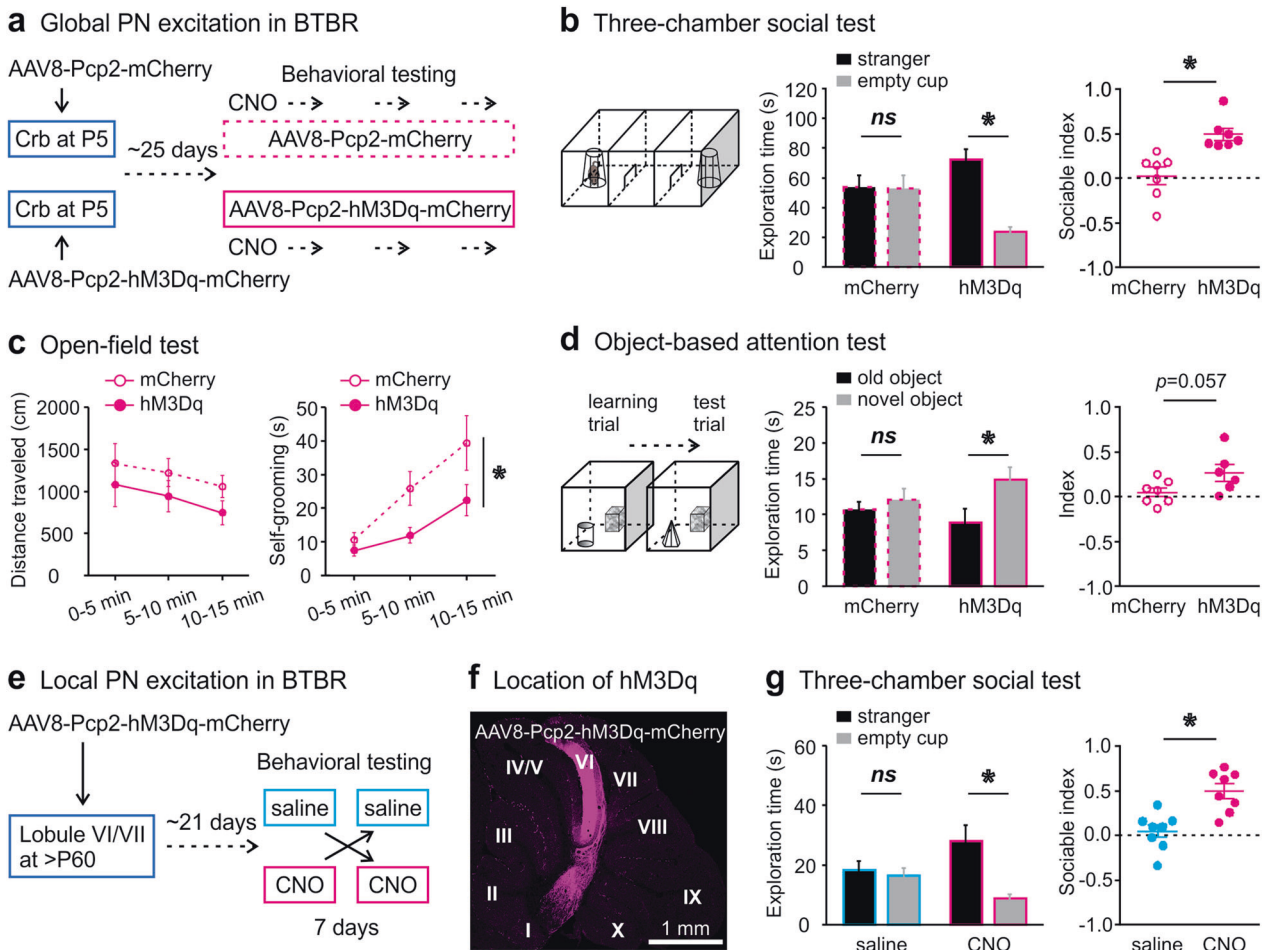 a Global PN excitation in BTBR
AAV8-Pcp2-mCherry
Behavioral testing
CNO
Crb at P5
AAV8-Pcp2-mCherry
~25 days
Crb at P5
AAV8-Pcp2-hM3Dq-mCherry
CNO
AAV8-Pcp2-hM3Dq-mCherry
b Three-chamber social test
stranger
empty cup
Exploration time (s)
120
100
80
60
40
20
0
ns
*
mCherry hM3Dq
Sociable index
1.0
0.5
0.0
-0.5
-1.0
*
mCherry hM3Dq
c Open-field test
mCherry
hM3Dq
Distance traveled (cm)
2000
1500
1000
500
0
0-5 min
5-10 min
10-15 min
mCherry
hM3Dq
Self-grooming (s)
50
40
30
20
10
0
*
0-5 min
5-10 min
10-15 min
d Object-based attention test
learning
trial
test
trial
old object
novel object
Exploration time (s)
25
20
15
10
5
0
ns
*
mCherry hM3Dq
p=0.057
Index
1.0
0.5
0.0
-0.5
-1.0
mCherry hM3Dq
e Local PN excitation in BTBR
AAV8-Pcp2-hM3Dq-mCherry
Behavioral testing
Lobule VI/VII
at >P60
~21 days
saline saline
CNO CNO
7 days
f Location of hM3Dq
AAV8-Pcp2-hM3Dq-mCherry
IV/V
VI
VII
III
VIII
II
IX
I
X
1 mm
g Three-chamber social test
stranger
empty cup
Exploration time (s)
60
40
20
0
ns
*
saline CNO
Sociable index
1.0
0.5
0.0
-0.5
-1.0
*
saline CNO